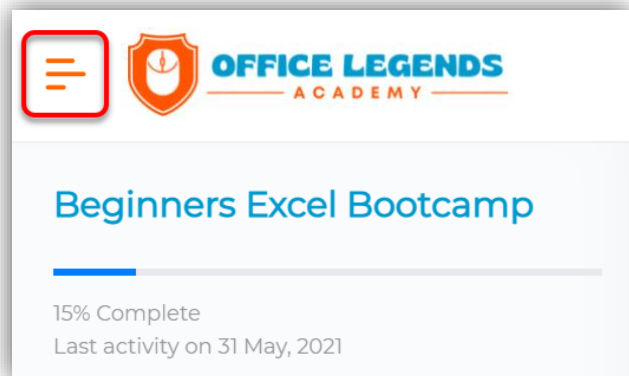 OFFICE LEGENDS
ACADEMY
Beginners Excel Bootcamp
15% Complete
Last activity on 31 May, 2021